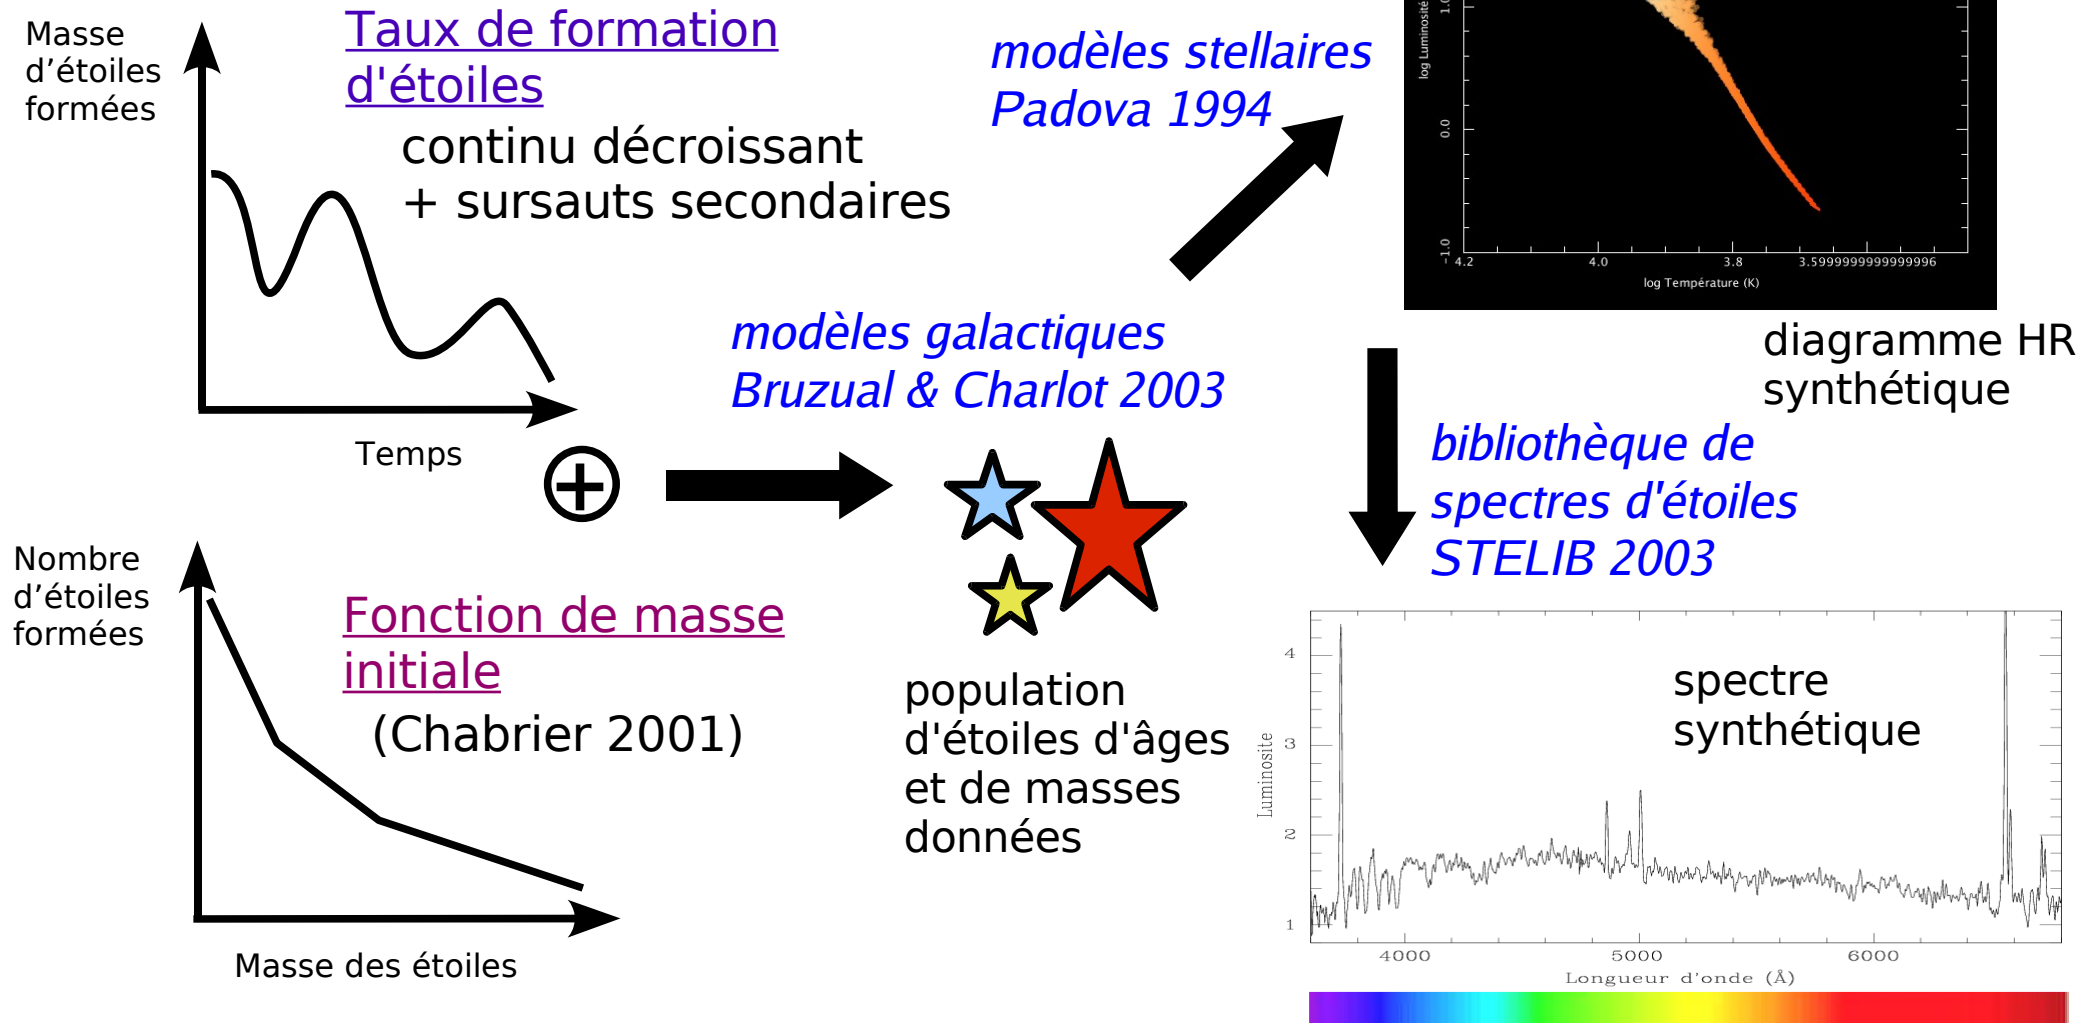 Masse
d’étoiles
formées
Taux de formation
d'étoiles
continu décroissant
+ sursauts secondaires
Temps
Nombre
d’étoiles
formées
Fonction de masse
initiale
(Chabrier 2001)
Masse des étoiles
modèles galactiques
Bruzual & Charlot 2003
population
d'étoiles d'âges
et de masses
données
modèles stellaires
Padova 1994
log Luminosité
1.0
0.0
-1.0
4.2 4.0 3.8 3.5999999999999996
log Température (K)
diagramme HR
synthétique
bibliothèque de
spectres d'étoiles
STELIB 2003
spectre
synthétique
Luminosite
4
3
2
1
4000 5000 6000
Longueur d'onde (Å)